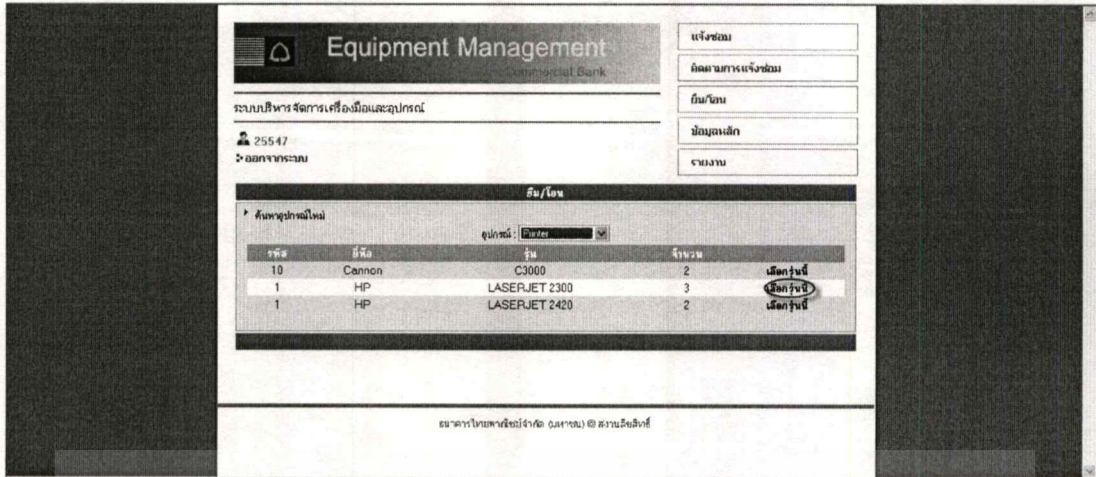 Equipment Management
Commercial Bank
ระบบบริหารจัดการเครื่องมือและอุปกรณ์
25547
ออกจากระบบ
แจ้งซ่อม
ติดตามการแจ้งซ่อม
ยืม/โอน
ข้อมูลหลัก
รายงาน
ยืม/โอน
ค้นหาอุปกรณ์ใหม่
อุปกรณ์ : Printer
รหัส ยี่ห้อ รุ่น จำนวน
10 Cannon C3000 2 เลือกรุ่นนี้
1 HP LASERJET 2300 3 เลือกรุ่นนี้
1 HP LASERJET 2420 2 เลือกรุ่นนี้
ธนาคารไทยพาณิชย์จำกัด (มหาชน) © สงวนลิขสิทธิ์